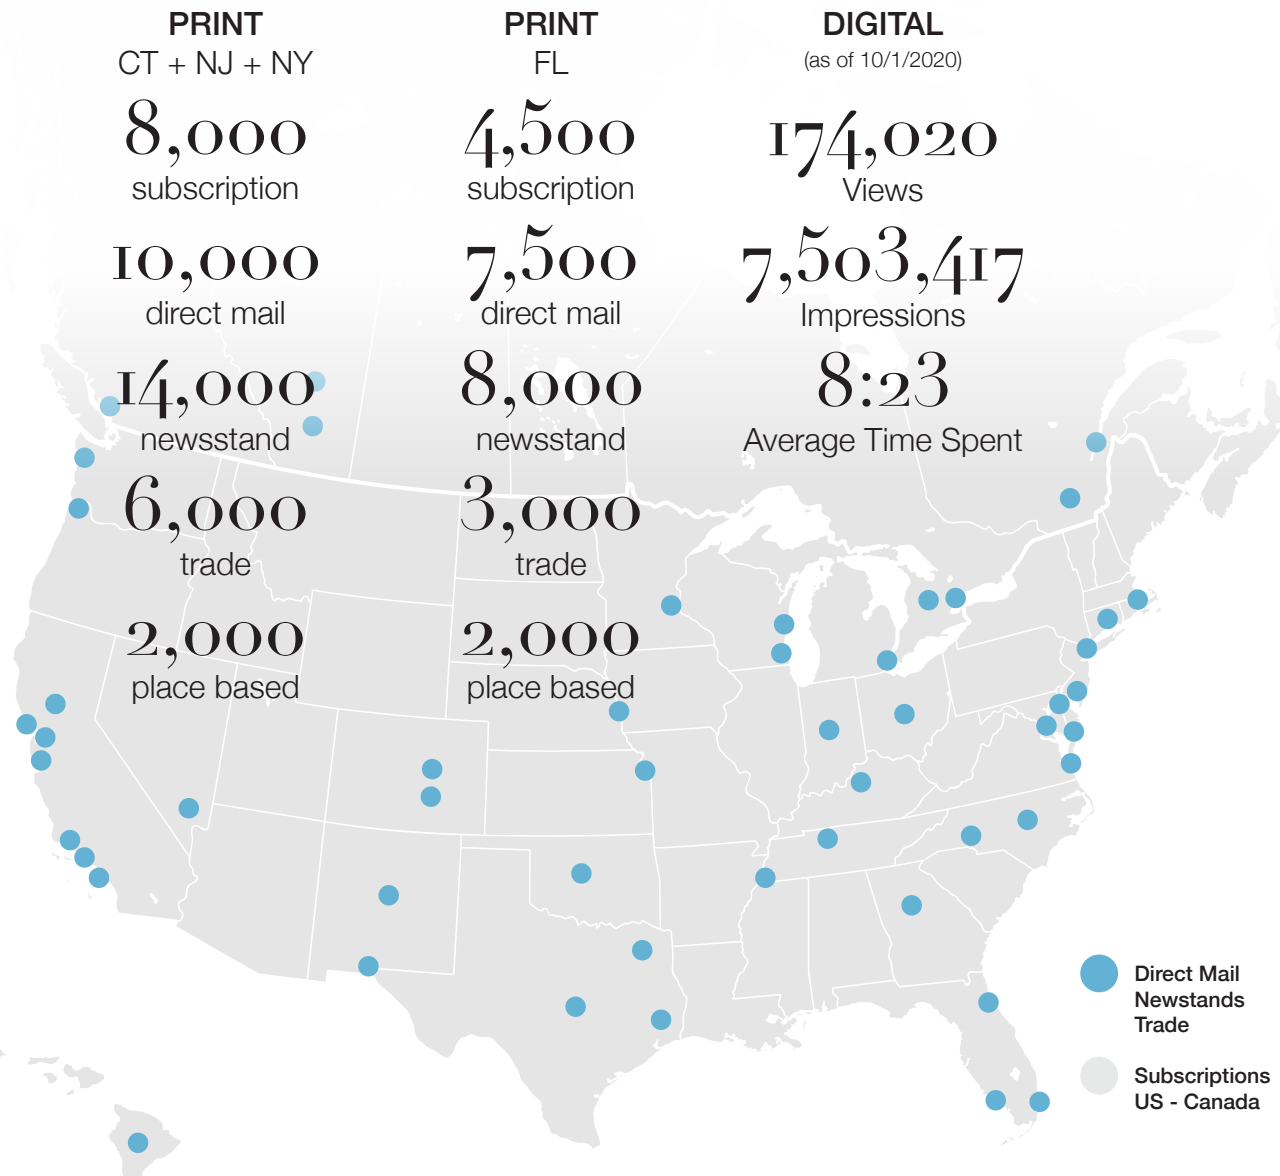 PRINT
CT + NJ + NY
8,000
subscription
10,000
direct mail
14,000
newsstand
6,000
trade
2,000
place based
PRINT
FL
4,500
subscription
7,500
direct mail
8,000
newsstand
3,000
trade
2,000
place based
DIGITAL
(as of 10/1/2020)
174,020
Views
7,503,417
Impressions
8:23
Average Time Spent
Direct Mail
Newstands
Trade
Subscriptions
US - Canada